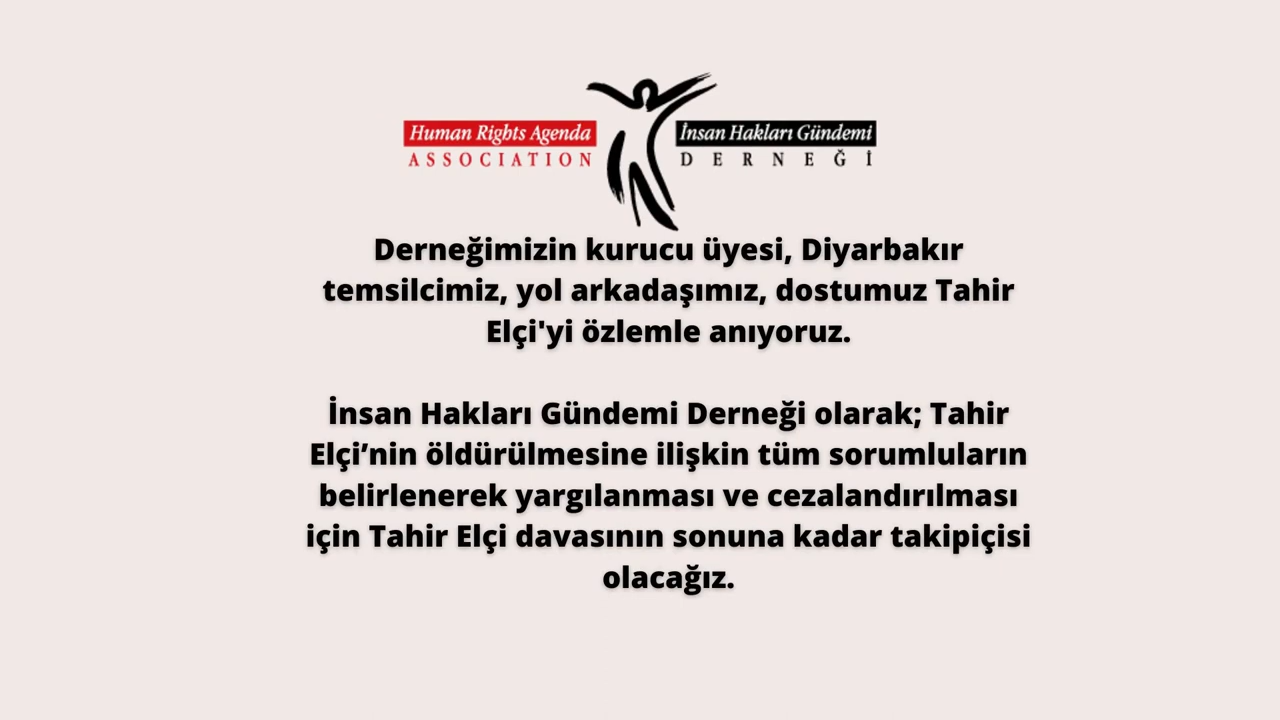 Human Rights Agenda
ASSOCIATION
İnsan Hakları Gündemi
DERNEĞİ
Derneğimizin kurucu üyesi, Diyarbakır
temsilcimiz, yol arkadaşımız, dostumuz Tahir
Elçi'yi özlemle anıyoruz.
İnsan Hakları Gündemi Derneği olarak; Tahir
Elçi’nin öldürülmesine ilişkin tüm sorumluların
belirlenerek yargılanması ve cezalandırılması
için Tahir Elçi davasının sonuna kadar takipiçisi
olacağız.